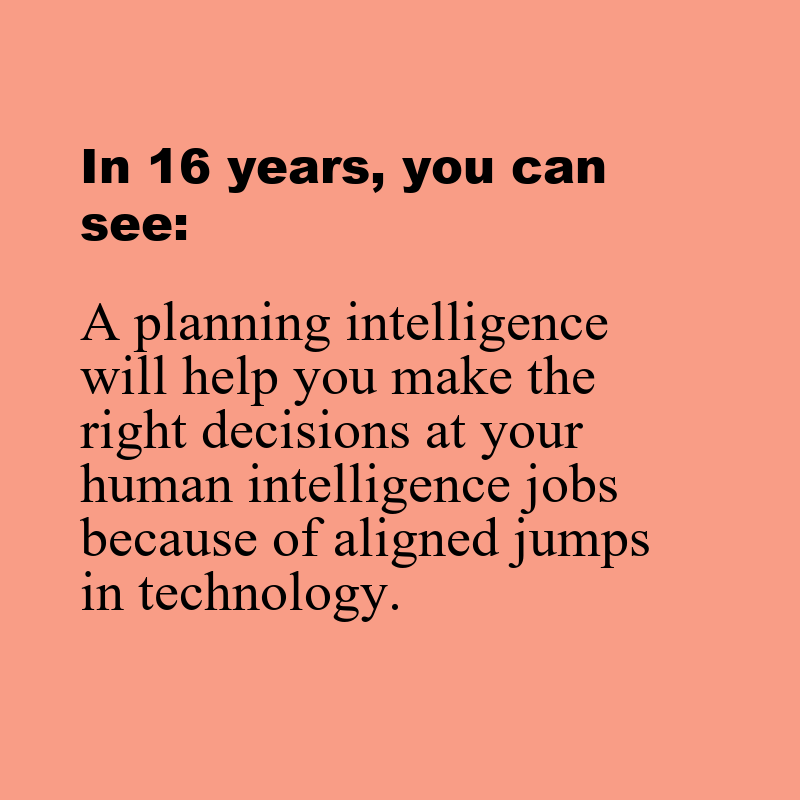 In 16 years, you can
see:
A planning intelligence
will help you make the
right decisions at your
human intelligence jobs
because of aligned jumps
in technology.